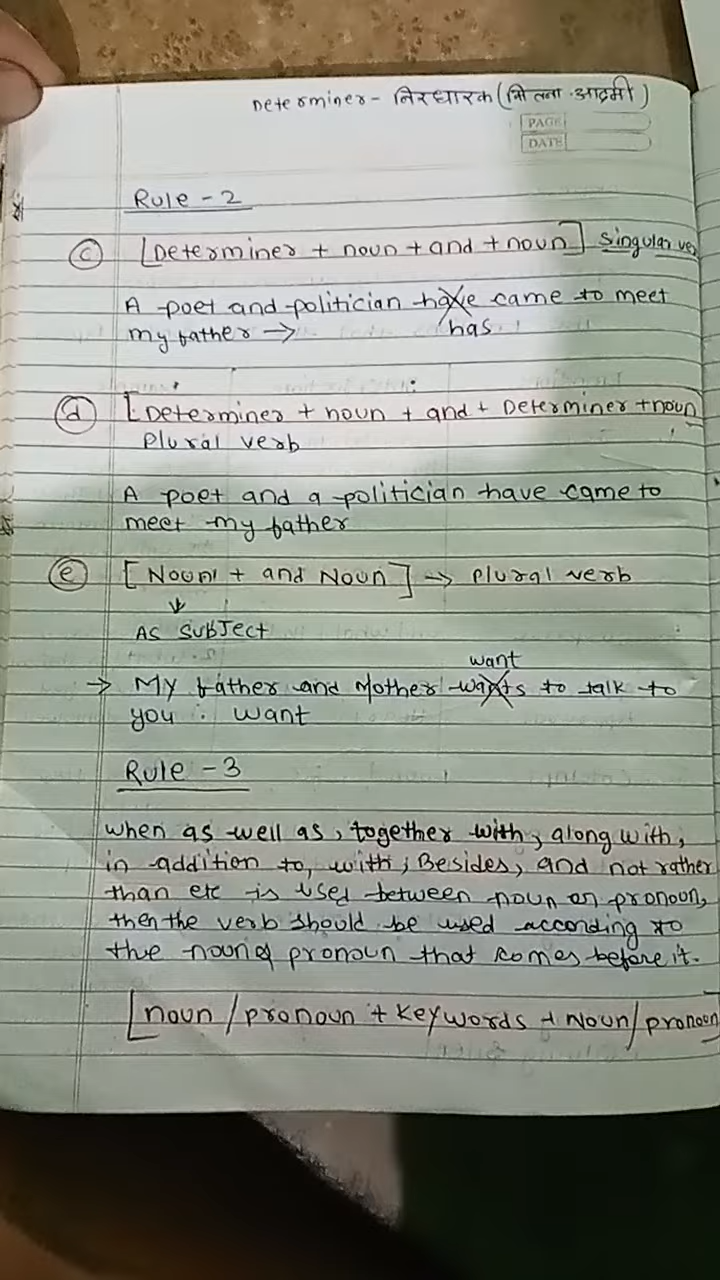 Determiner - निरधारक (आदमी)
PAGE
DATE
Rule - 2
(c) [Determiner + noun + and + noun] singular ve
A poet and politician have came to meet
my father → has
(d) [Determiner + noun + and + Determiner + noun
Plural verb
A poet and a politician have came to
meet my father
(e) [Noun + and Noun] → Plural verb
↓
As Subject
want
→ My father and Mother wants to talk to
you . want
Rule - 3
when as well as, together with, along with,
in addition to, with, Besides, and not rather
than etc is used between noun or pronoun,
then the verb should be used according to
the noun of pronoun that comes before it.
[noun / pronoun + keywords + Noun/pronoun]